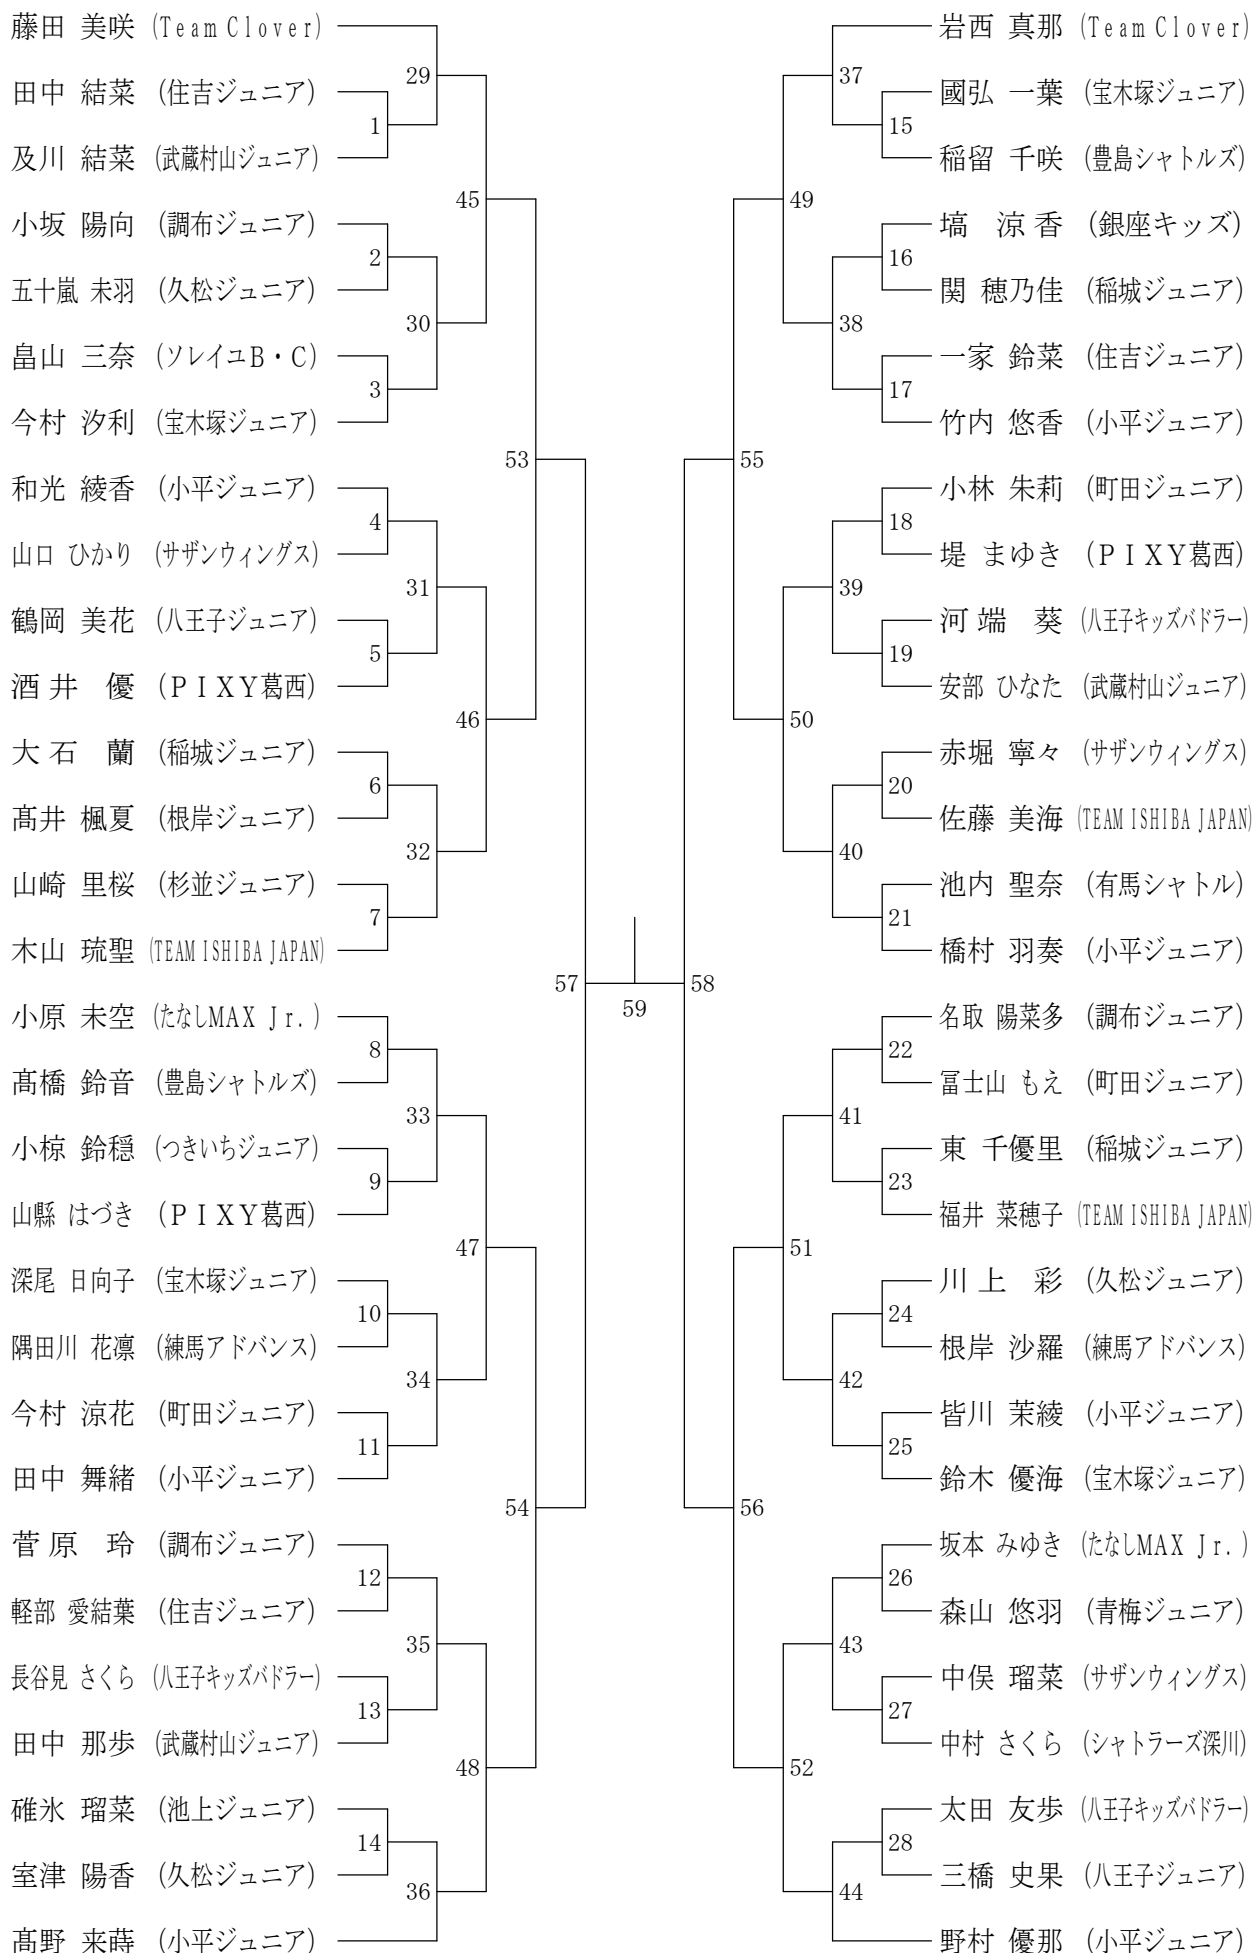 藤田 美咲 (Team Clover)
29
田中 結菜 (住吉ジュニア)
1
及川 結菜 (武蔵村山ジュニア)
45
小坂 陽向 (調布ジュニア)
2
五十嵐 未羽 (久松ジュニア)
30
畠山 三奈 (ソレイユB・C)
3
今村 汐利 (宝木塚ジュニア)
53
和光 綾香 (小平ジュニア)
4
山口 ひかり (サザンウィングス)
31
鶴岡 美花 (八王子ジュニア)
5
酒井 優 (PIXY葛西)
46
大石 蘭 (稲城ジュニア)
6
髙井 楓夏 (根岸ジュニア)
32
山崎 里桜 (杉並ジュニア)
7
木山 琉聖 (TEAM ISHIBA JAPAN)
57
小原 未空 (たなしMAX Jr.)
8
髙橋 鈴音 (豊島シャトルズ)
33
小椋 鈴穏 (つきいちジュニア)
9
山縣 はづき (PIXY葛西)
47
深尾 日向子 (宝木塚ジュニア)
10
隅田川 花凛 (練馬アドバンス)
34
今村 涼花 (町田ジュニア)
11
田中 舞緒 (小平ジュニア)
54
菅原 玲 (調布ジュニア)
12
軽部 愛結葉 (住吉ジュニア)
35
長谷見 さくら (八王子キッズバドラー)
13
田中 那歩 (武蔵村山ジュニア)
48
碓氷 瑠菜 (池上ジュニア)
14
室津 陽香 (久松ジュニア)
36
髙野 来蒔 (小平ジュニア)
59
岩西 真那 (Team Clover)
37
國弘 一葉 (宝木塚ジュニア)
15
稲留 千咲 (豊島シャトルズ)
49
塙 涼香 (銀座キッズ)
16
関 穂乃佳 (稲城ジュニア)
38
一家 鈴菜 (住吉ジュニア)
17
竹内 悠香 (小平ジュニア)
55
小林 朱莉 (町田ジュニア)
18
堤 まゆき (PIXY葛西)
39
河端 葵 (八王子キッズバドラー)
19
安部 ひなた (武蔵村山ジュニア)
50
赤堀 寧々 (サザンウィングス)
20
佐藤 美海 (TEAM ISHIBA JAPAN)
40
池内 聖奈 (有馬シャトル)
21
橋村 羽奏 (小平ジュニア)
58
名取 陽菜多 (調布ジュニア)
22
冨士山 もえ (町田ジュニア)
41
東 千優里 (稲城ジュニア)
23
福井 菜穂子 (TEAM ISHIBA JAPAN)
51
川上 彩 (久松ジュニア)
24
根岸 沙羅 (練馬アドバンス)
42
皆川 茉綾 (小平ジュニア)
25
鈴木 優海 (宝木塚ジュニア)
56
坂本 みゆき (たなしMAX Jr.)
26
森山 悠羽 (青梅ジュニア)
43
中俣 瑠菜 (サザンウィングス)
27
中村 さくら (シャトラーズ深川)
52
太田 友歩 (八王子キッズバドラー)
28
三橋 史果 (八王子ジュニア)
44
野村 優那 (小平ジュニア)